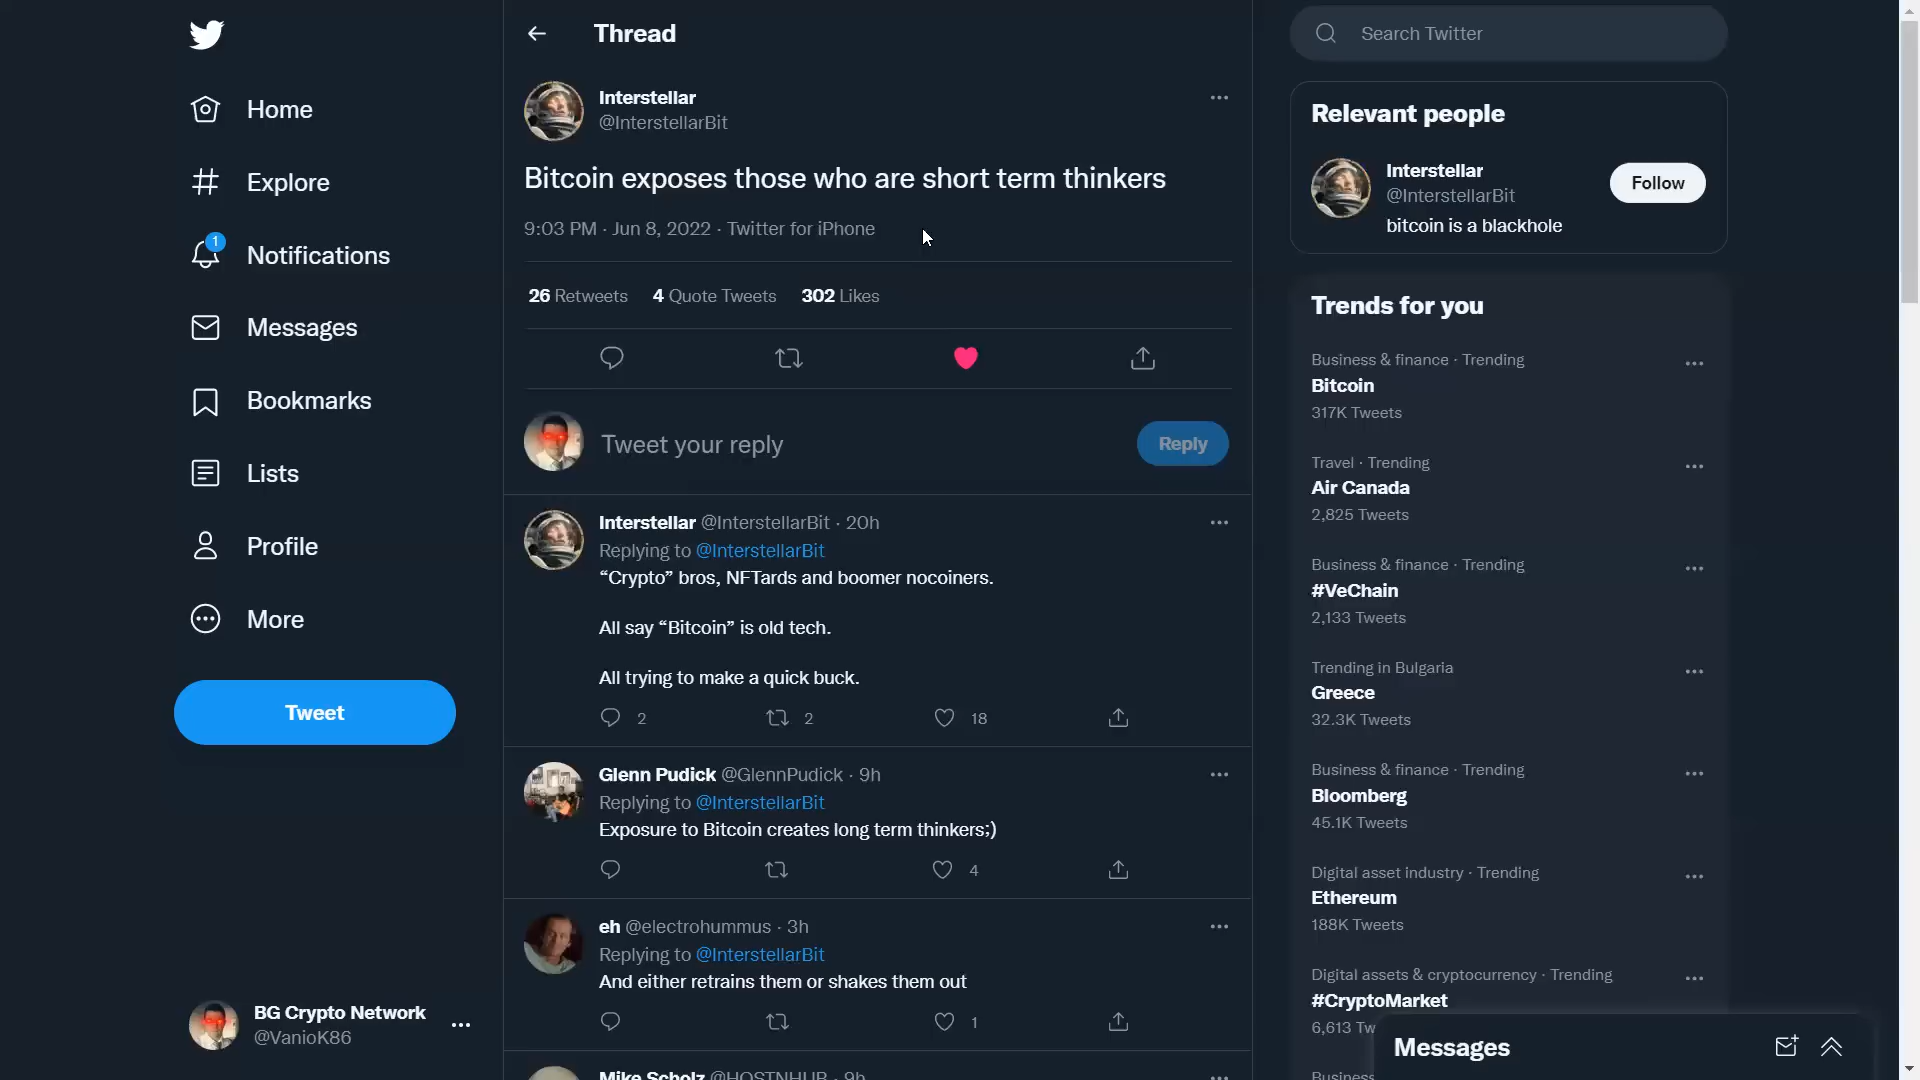 Home
Explore
1
Notifications
Messages
Bookmarks
Lists
Profile
More
Tweet
BG Crypto Network
@VanioK86
Thread
Interstellar
@InterstellarBit
Bitcoin exposes those who are short term thinkers
9:03 PM · Jun 8, 2022 · Twitter for iPhone
26 Retweets 4 Quote Tweets 302 Likes
Tweet your reply
Reply
Interstellar @InterstellarBit · 20h
Replying to @InterstellarBit
“Crypto” bros, NFTards and boomer nocoiners.
All say “Bitcoin” is old tech.
All trying to make a quick buck.
2 2 18
Glenn Pudick @GlennPudick · 9h
Replying to @InterstellarBit
Exposure to Bitcoin creates long term thinkers;)
4
eh @electrohummus · 3h
Replying to @InterstellarBit
And either retrains them or shakes them out
1
Mike Scholz @HOSTNHUB · 9h
Search Twitter
Relevant people
Interstellar
@InterstellarBit
Follow
bitcoin is a blackhole
Trends for you
Business & finance · Trending
Bitcoin
317K Tweets
Travel · Trending
Air Canada
2,825 Tweets
Business & finance · Trending
#VeChain
2,133 Tweets
Trending in Bulgaria
Greece
32.3K Tweets
Business & finance · Trending
Bloomberg
45.1K Tweets
Digital asset industry · Trending
Ethereum
188K Tweets
Digital assets & cryptocurrency · Trending
#CryptoMarket
6,613 Tw
Business
Messages